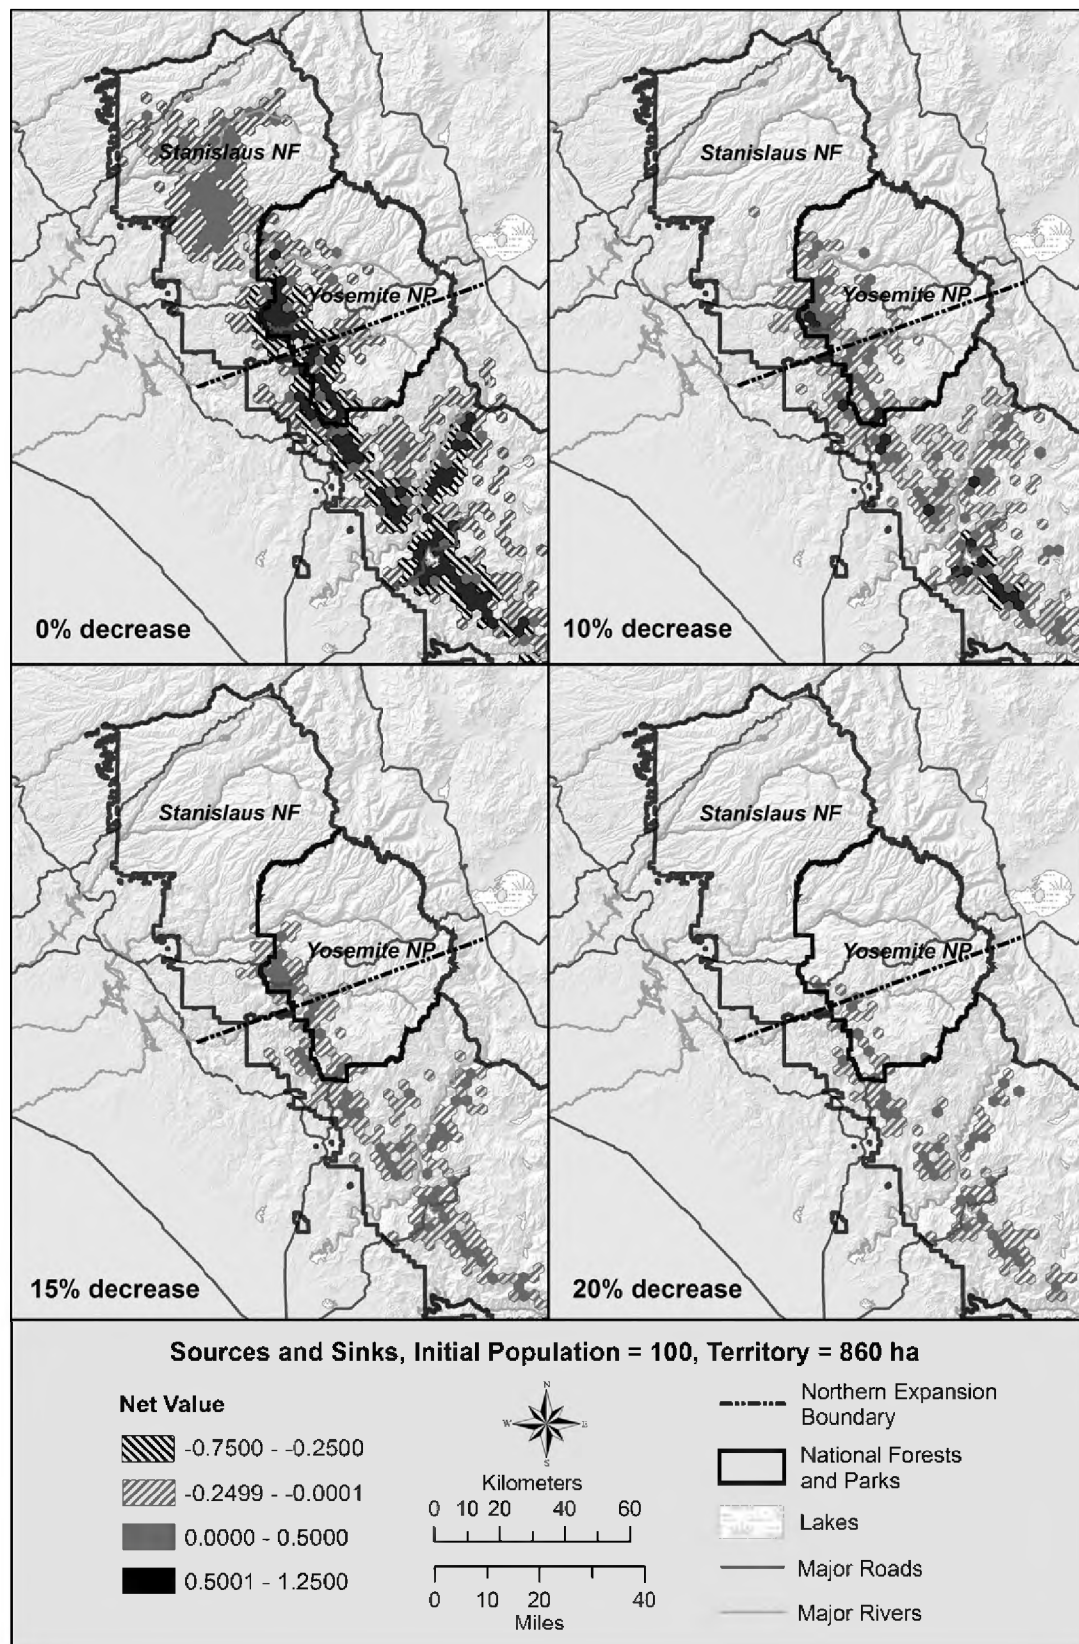 Stanislaus NF
Yosemite NP
0% decrease
Stanislaus NF
Yosemite NP
10% decrease
Stanislaus NF
Yosemite NP
15% decrease
Stanislaus NF
Yosemite NP
20% decrease
Sources and Sinks, Initial Population = 100, Territory = 860 ha
Net Value
-0.7500 - -0.2500
-0.2499 - -0.0001
0.0000 - 0.5000
0.5001 - 1.2500
N
W
E
S
Kilometers
0 10 20 40 60
0 10 20 40
Miles
Northern Expansion
Boundary
National Forests
and Parks
Lakes
Major Roads
Major Rivers